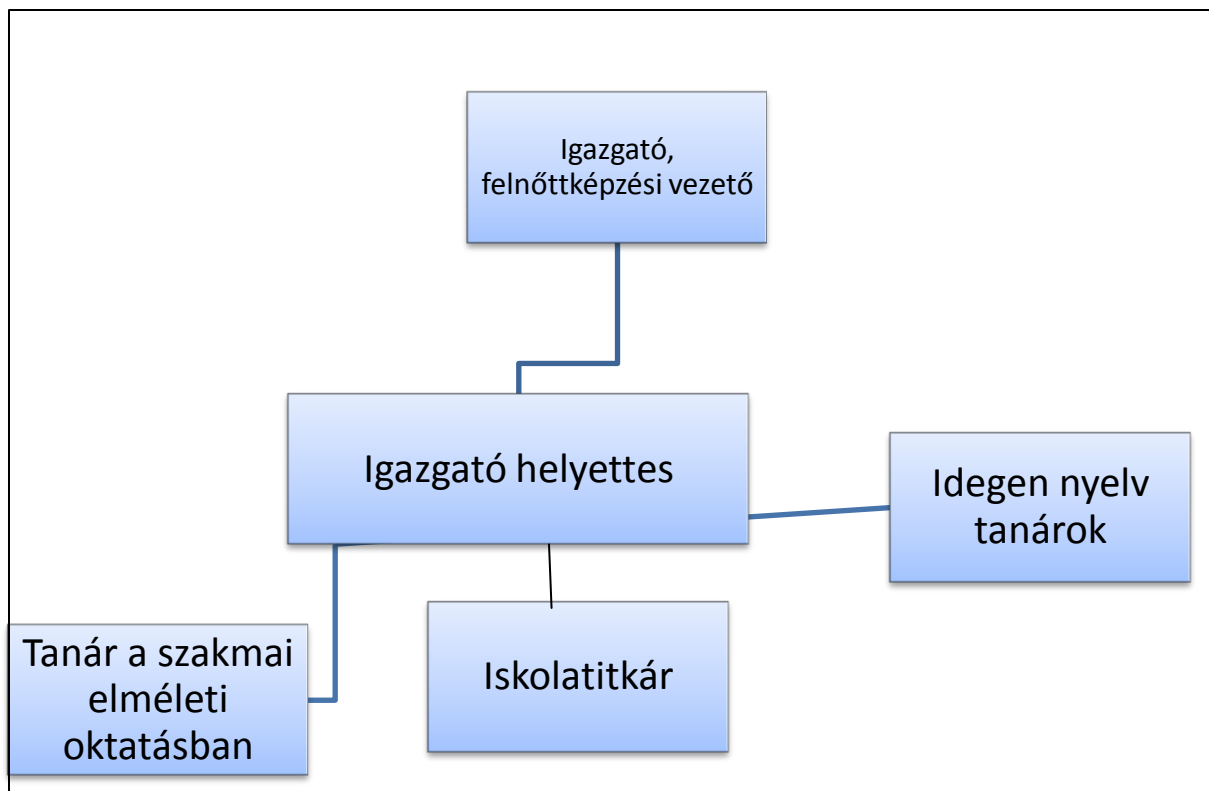 Igazgató,
felnőttképzési vezető
Igazgató helyettes
Idegen nyelv
tanárok
Tanár a szakmai
elméleti
oktatásban
Iskolatitkár